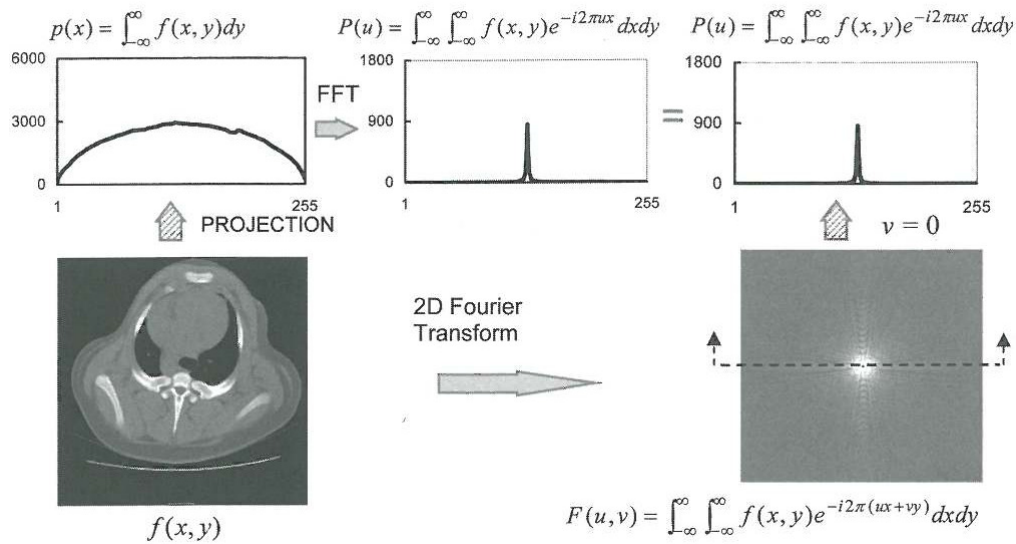 p(x) = ∫_{-∞}^{∞} f(x, y)dy
P(u) = ∫_{-∞}^{∞} ∫_{-∞}^{∞} f(x, y)e^{-i2πux} dxdy
P(u) = ∫_{-∞}^{∞} ∫_{-∞}^{∞} f(x, y)e^{-i2πux} dxdy
6000
3000
0
1
255
FFT
1800
900
0
1
255
=
1800
900
0
1
255
PROJECTION
v = 0
2D Fourier
Transform
f(x, y)
F(u, v) = ∫_{-∞}^{∞} ∫_{-∞}^{∞} f(x, y)e^{-i2π(ux+vy)} dxdy